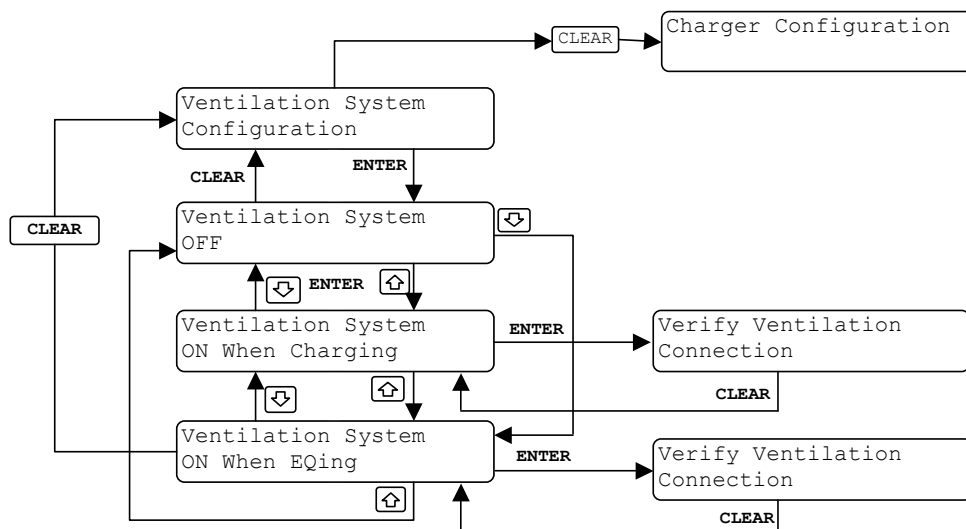 CLEAR
Charger Configuration
Ventilation System
Configuration
CLEAR
ENTER
CLEAR
Ventilation System
OFF
ENTER
Ventilation System
ON When Charging
ENTER
Verify Ventilation
Connection
CLEAR
Ventilation System
ON When EQing
ENTER
Verify Ventilation
Connection
CLEAR